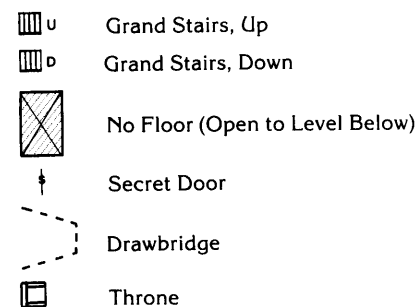 U Grand Stairs, Up
D Grand Stairs, Down
No Floor (Open to Level Below)
$ Secret Door
Drawbridge
Throne